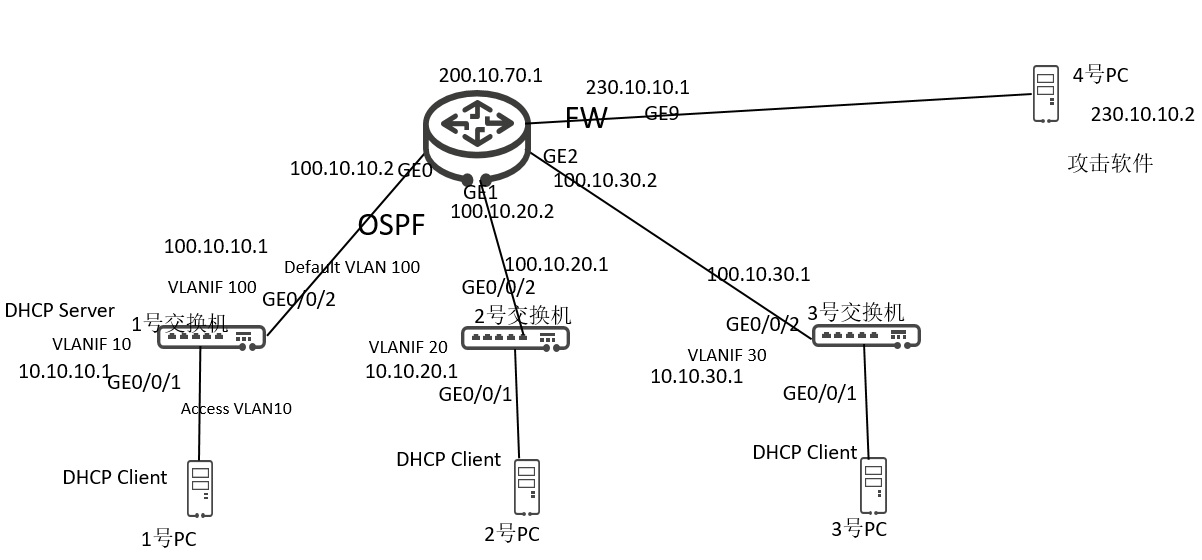 200.10.70.1
230.10.10.1
4号PC
FW
GE9
230.10.10.2
攻击软件
GE2
100.10.10.2
GE0
100.10.30.2
GE1
100.10.20.2
OSPF
100.10.10.1
Default VLAN 100
100.10.20.1
100.10.30.1
VLANIF 100
GE0/0/2
GE0/0/2
DHCP Server
1号交换机
2号交换机
3号交换机
GE0/0/2
VLANIF 10
VLANIF 20
VLANIF 30
10.10.10.1
GE0/0/1
10.10.20.1
10.10.30.1
GE0/0/1
GE0/0/1
Access VLAN10
DHCP Client
DHCP Client
DHCP Client
1号PC
2号PC
3号PC